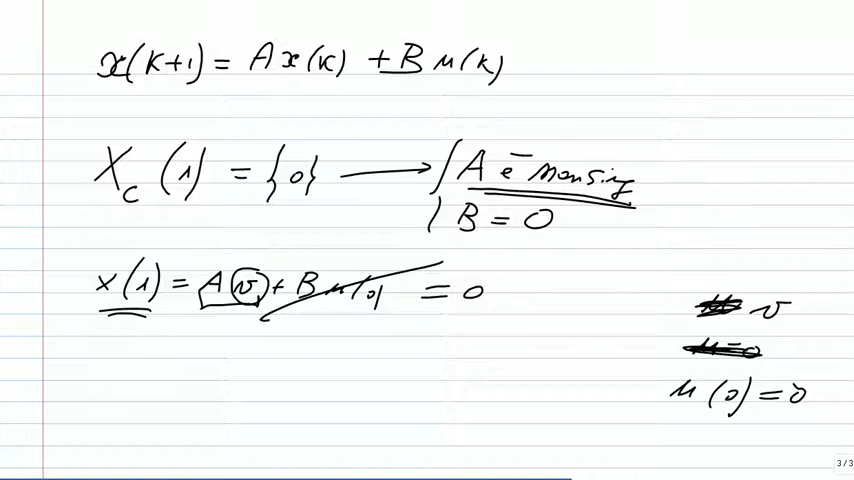 x(k+1) = A x(k) + B u(k)
X_C (1) = {0} → { A è nonsing
B = 0
x(1) = A v + B u(0) = 0
v
u(0) = 0
3/3